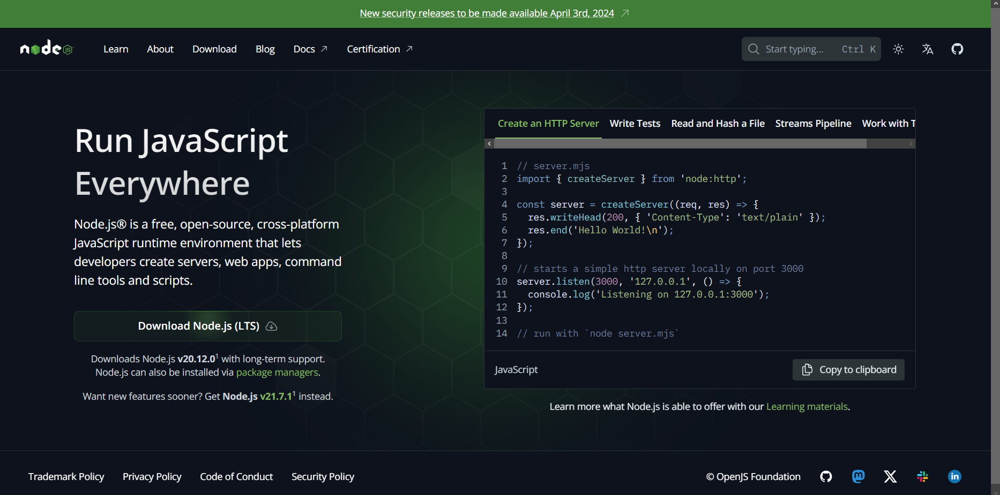 New security releases to be made available April 3rd, 2024
node JS
Learn
About
Download
Blog
Docs
Certification
Start typing...
Ctrl K
Run JavaScript
Everywhere
Node.js® is a free, open-source, cross-platform
JavaScript runtime environment that lets
developers create servers, web apps, command
line tools and scripts.
Download Node.js (LTS)
Downloads Node.js v20.12.0¹ with long-term support.
Node.js can also be installed via package managers.
Want new features sooner? Get Node.js v21.7.1¹ instead.
Create an HTTP Server
Write Tests
Read and Hash a File
Streams Pipeline
Work with T
1 // server.mjs
2 import { createServer } from 'node:http';
3
4 const server = createServer((req, res) => {
5   res.writeHead(200, { 'Content-Type': 'text/plain' });
6   res.end('Hello World!\n');
7 });
8
9 // starts a simple http server locally on port 3000
10 server.listen(3000, '127.0.0.1', () => {
11   console.log('Listening on 127.0.0.1:3000');
12 });
13
14 // run with `node server.mjs`
JavaScript
Copy to clipboard
Learn more what Node.js is able to offer with our Learning materials.
Trademark Policy
Privacy Policy
Code of Conduct
Security Policy
© OpenJS Foundation
in